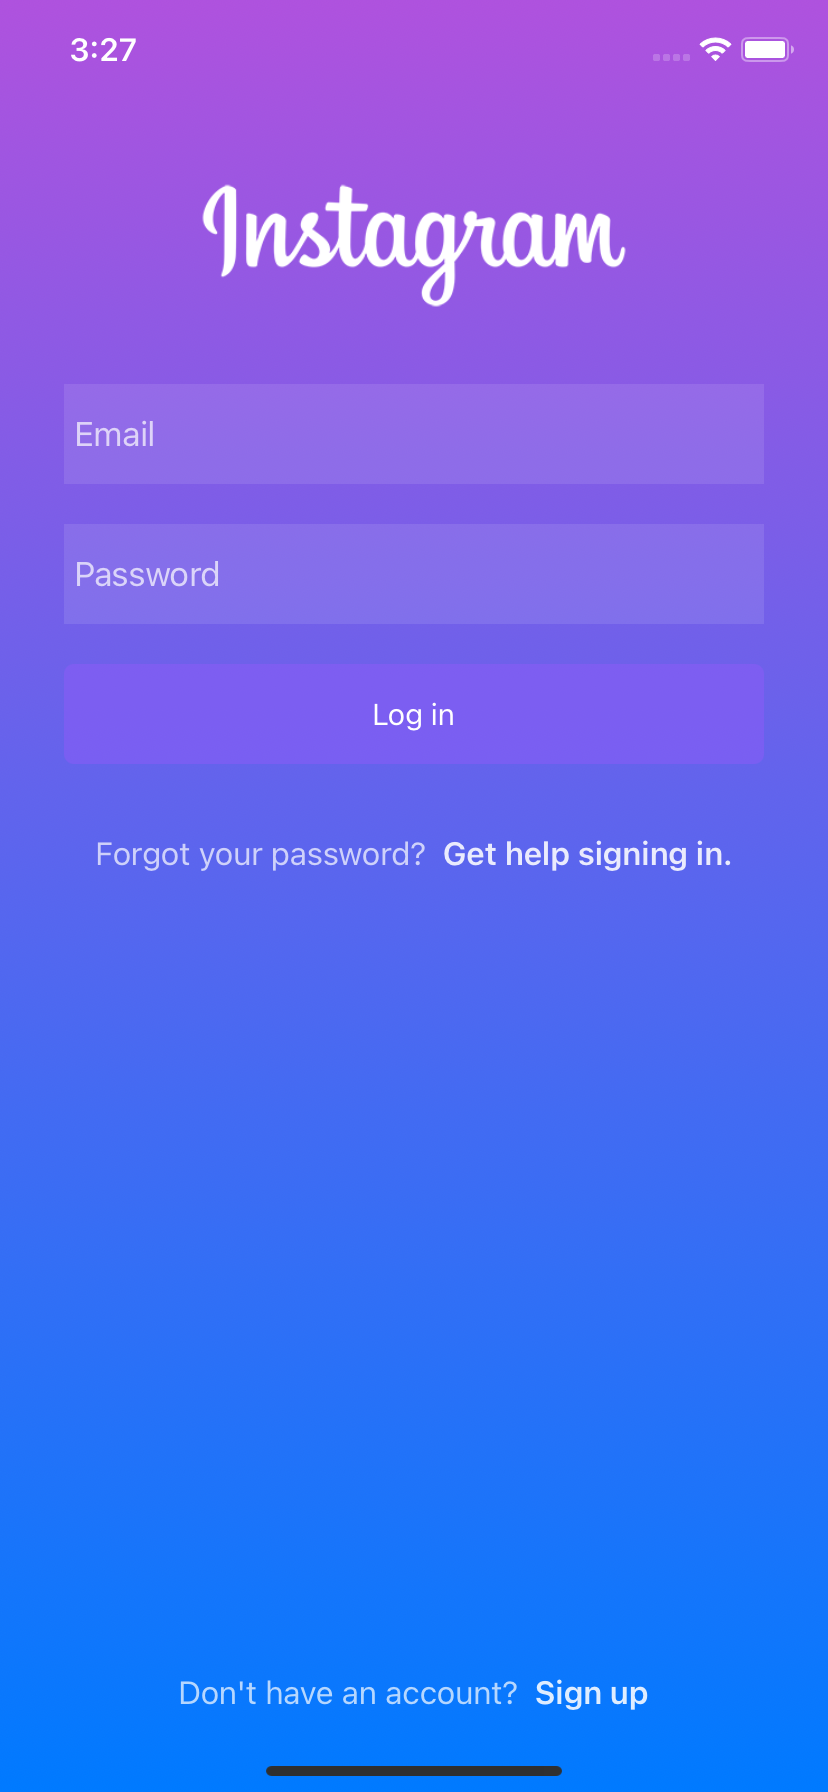 3:27
Instagram
Email
Password
Log in
Forgot your password? Get help signing in.
Don't have an account? Sign up